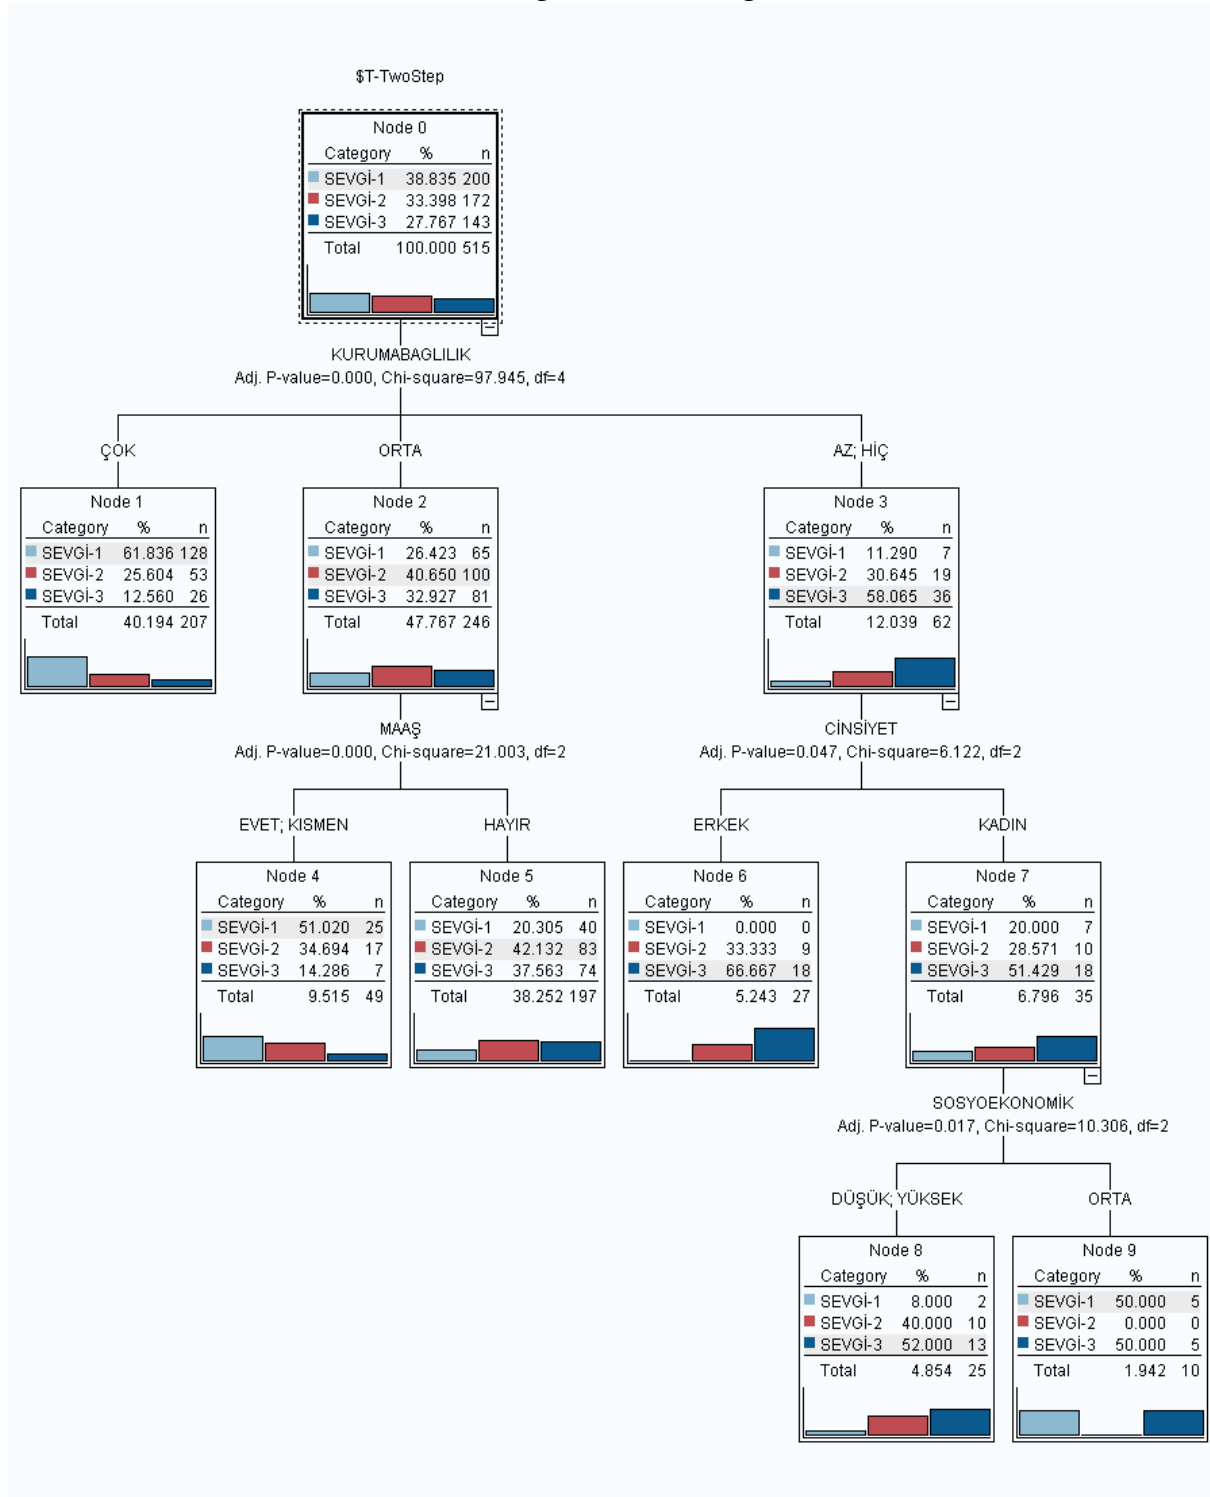 $T-TwoStep
Node 0
Category % n
SEVGİ-1 38.835 200
SEVGİ-2 33.398 172
SEVGİ-3 27.767 143
Total 100.000 515
KURUMABAGLILIK
Adj. P-value=0.000, Chi-square=97.945, df=4
ÇOK
ORTA
AZ; HİÇ
Node 1
Category % n
SEVGİ-1 61.836 128
SEVGİ-2 25.604 53
SEVGİ-3 12.560 26
Total 40.194 207
Node 2
Category % n
SEVGİ-1 26.423 65
SEVGİ-2 40.650 100
SEVGİ-3 32.927 81
Total 47.767 246
Node 3
Category % n
SEVGİ-1 11.290 7
SEVGİ-2 30.645 19
SEVGİ-3 58.065 36
Total 12.039 62
MAAŞ
Adj. P-value=0.000, Chi-square=21.003, df=2
CİNSİYET
Adj. P-value=0.047, Chi-square=6.122, df=2
EVET; KISMEN
HAYIR
ERKEK
KADIN
Node 4
Category % n
SEVGİ-1 51.020 25
SEVGİ-2 34.694 17
SEVGİ-3 14.286 7
Total 9.515 49
Node 5
Category % n
SEVGİ-1 20.305 40
SEVGİ-2 42.132 83
SEVGİ-3 37.563 74
Total 38.252 197
Node 6
Category % n
SEVGİ-1 0.000 0
SEVGİ-2 33.333 9
SEVGİ-3 66.667 18
Total 5.243 27
Node 7
Category % n
SEVGİ-1 20.000 7
SEVGİ-2 28.571 10
SEVGİ-3 51.429 18
Total 6.796 35
SOSYOEKONOMİK
Adj. P-value=0.017, Chi-square=10.306, df=2
DÜŞÜK; YÜKSEK
ORTA
Node 8
Category % n
SEVGİ-1 8.000 2
SEVGİ-2 40.000 10
SEVGİ-3 52.000 13
Total 4.854 25
Node 9
Category % n
SEVGİ-1 50.000 5
SEVGİ-2 0.000 0
SEVGİ-3 50.000 5
Total 1.942 10